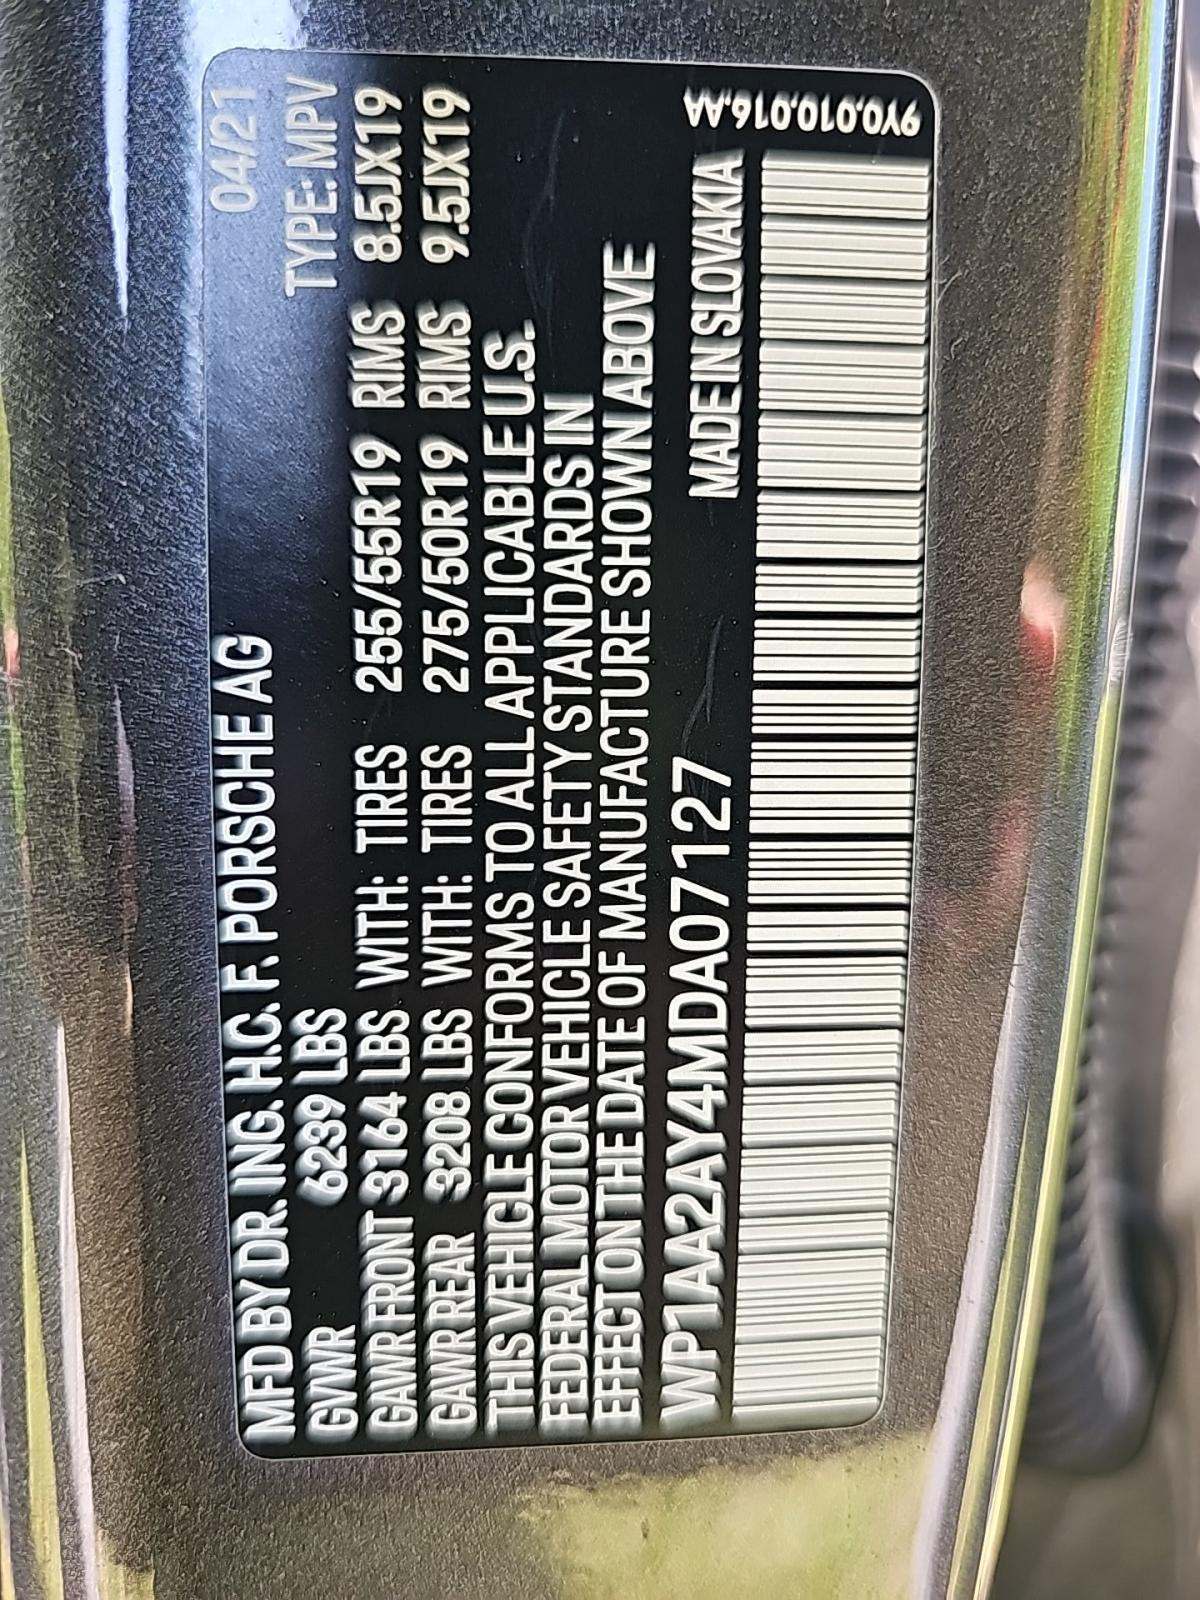 MFD BY DR. ING. H.C. F. PORSCHE AG 04/21
GVWR 6239 LBS TYPE: MPV
GAWR FRONT 3164 LBS WITH: TIRES 255/55R19 RIMS 8.5JX19
GAWR REAR 3208 LBS WITH: TIRES 275/50R19 RIMS 9.5JX19
THIS VEHICLE CONFORMS TO ALL APPLICABLE U.S.
FEDERAL MOTOR VEHICLE SAFETY STANDARDS IN
EFFECT ON THE DATE OF MANUFACTURE SHOWN ABOVE
WP1AA2AY4MDA07127 MADE IN SLOVAKIA
9Y0.010.016.AA